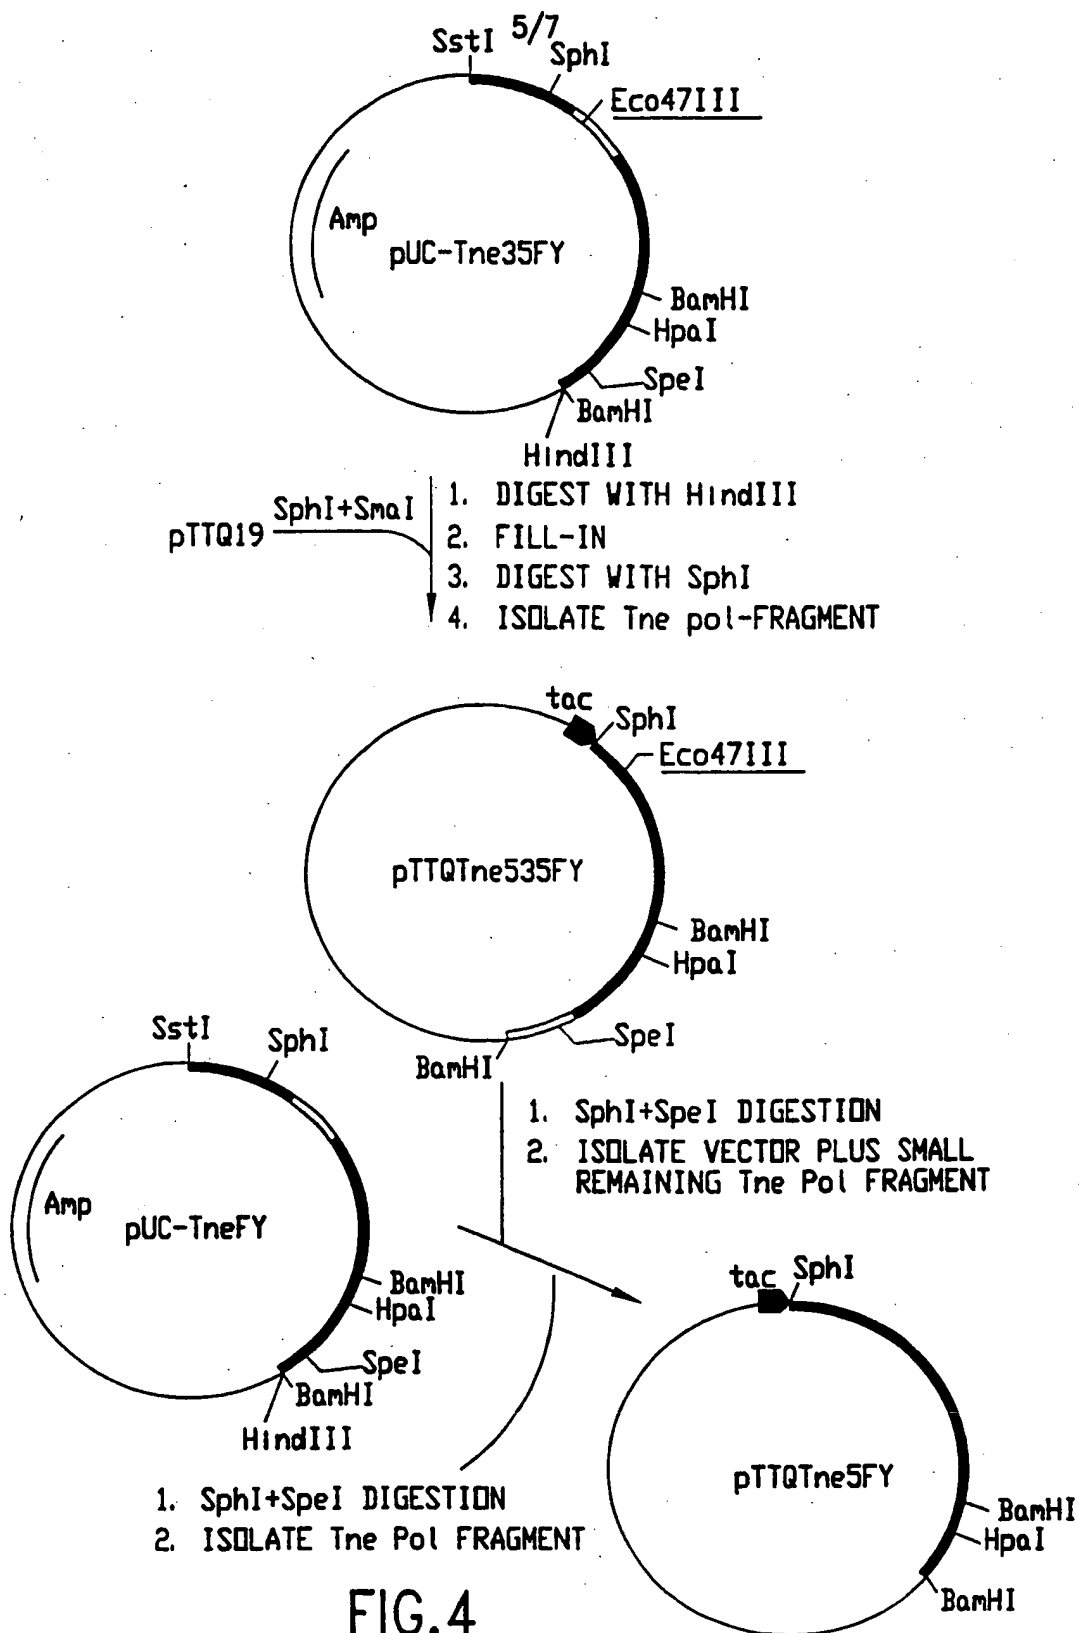 5/7
SstI
SphI
Eco47III
Amp
pUC-Tne35FY
BamHI
HpaI
SpeI
BamHI
HindIII
pTTQ19
SphI+SmaI
1. DIGEST WITH HindIII
2. FILL-IN
3. DIGEST WITH SphI
4. ISOLATE Tne pol-FRAGMENT
tac
SphI
Eco47III
pTTQTne535FY
BamHI
HpaI
SpeI
BamHI
1. SphI+SpeI DIGESTION
2. ISOLATE VECTOR PLUS SMALL
REMAINING Tne Pol FRAGMENT
SstI
SphI
Amp
pUC-TneFY
BamHI
HpaI
SpeI
BamHI
HindIII
1. SphI+SpeI DIGESTION
2. ISOLATE Tne Pol FRAGMENT
tac
SphI
pTTQTne5FY
BamHI
HpaI
BamHI
FIG.4